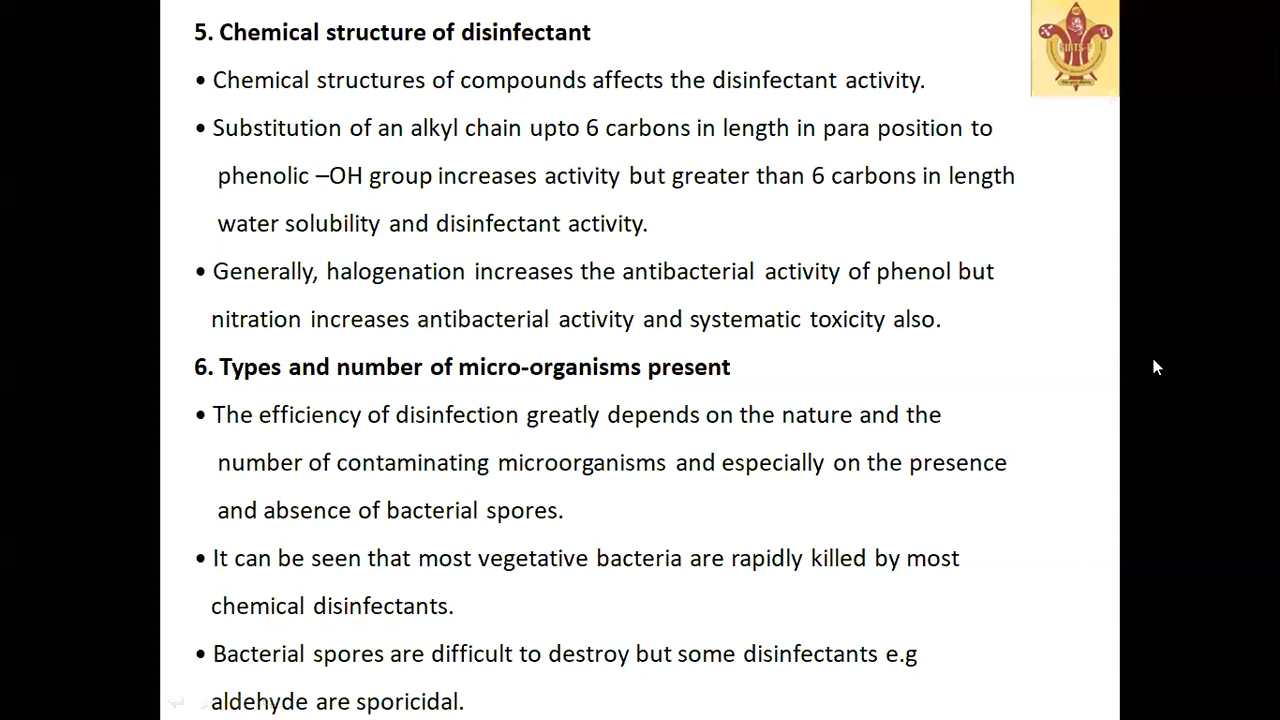 5. Chemical structure of disinfectant
• Chemical structures of compounds affects the disinfectant activity.
• Substitution of an alkyl chain upto 6 carbons in length in para position to
phenolic –OH group increases activity but greater than 6 carbons in length
water solubility and disinfectant activity.
• Generally, halogenation increases the antibacterial activity of phenol but
nitration increases antibacterial activity and systematic toxicity also.
6. Types and number of micro-organisms present
• The efficiency of disinfection greatly depends on the nature and the
number of contaminating microorganisms and especially on the presence
and absence of bacterial spores.
• It can be seen that most vegetative bacteria are rapidly killed by most
chemical disinfectants.
• Bacterial spores are difficult to destroy but some disinfectants e.g
aldehyde are sporicidal.